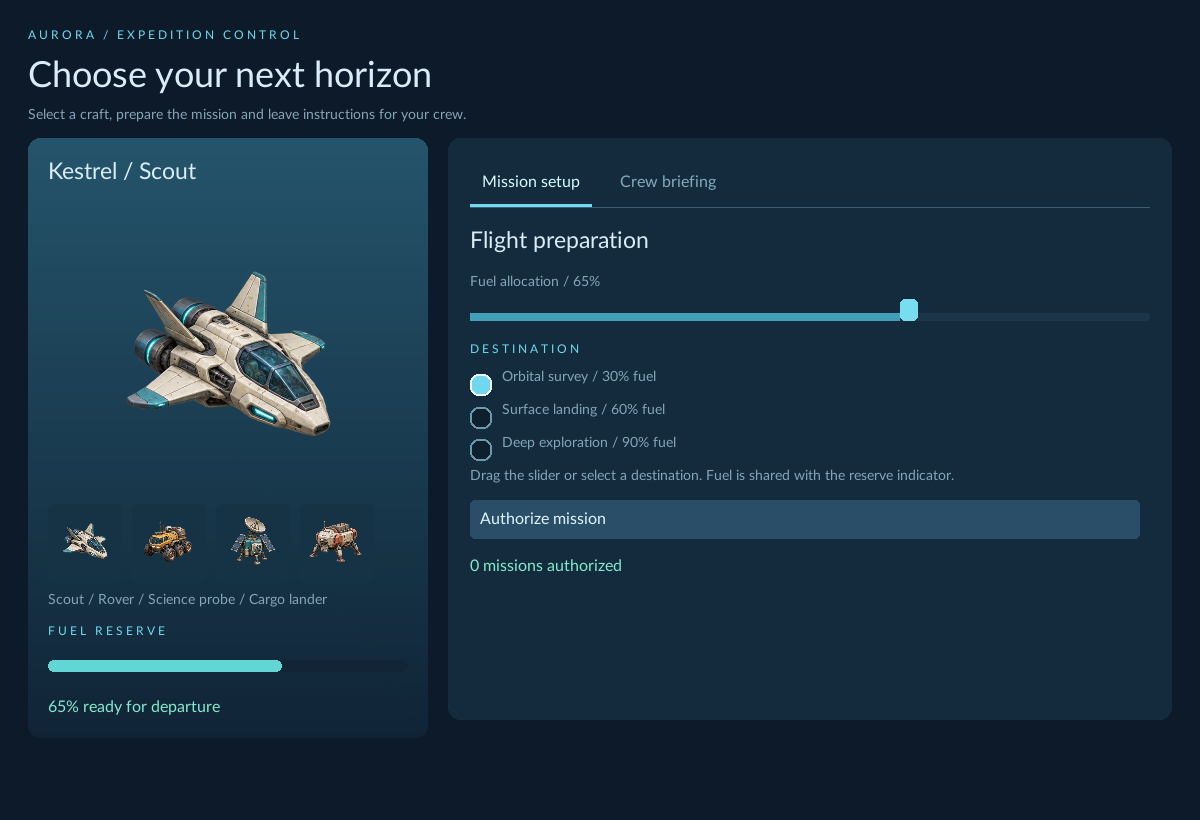 AURORA / EXPEDITION CONTROL
Choose your next horizon
Select a craft, prepare the mission and leave instructions for your crew.
Kestrel / Scout
Scout / Rover / Science probe / Cargo lander
FUEL RESERVE
65% ready for departure
Mission setup
Crew briefing
Flight preparation
Fuel allocation / 65%
DESTINATION
Orbital survey / 30% fuel
Surface landing / 60% fuel
Deep exploration / 90% fuel
Drag the slider or select a destination. Fuel is shared with the reserve indicator.
Authorize mission
0 missions authorized